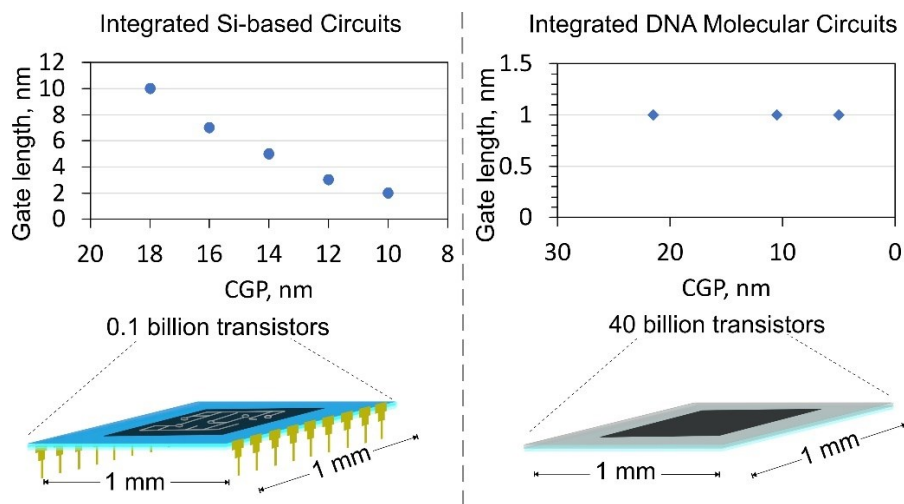 Integrated Si-based Circuits
12
10
8
6
4
2
0
Gate length, nm
20 18 16 14 12 10 8
CGP, nm
0.1 billion transistors
1 mm
1 mm
Integrated DNA Molecular Circuits
1.5
1
0.5
0
Gate length, nm
30 20 10 0
CGP, nm
40 billion transistors
1 mm
1 mm